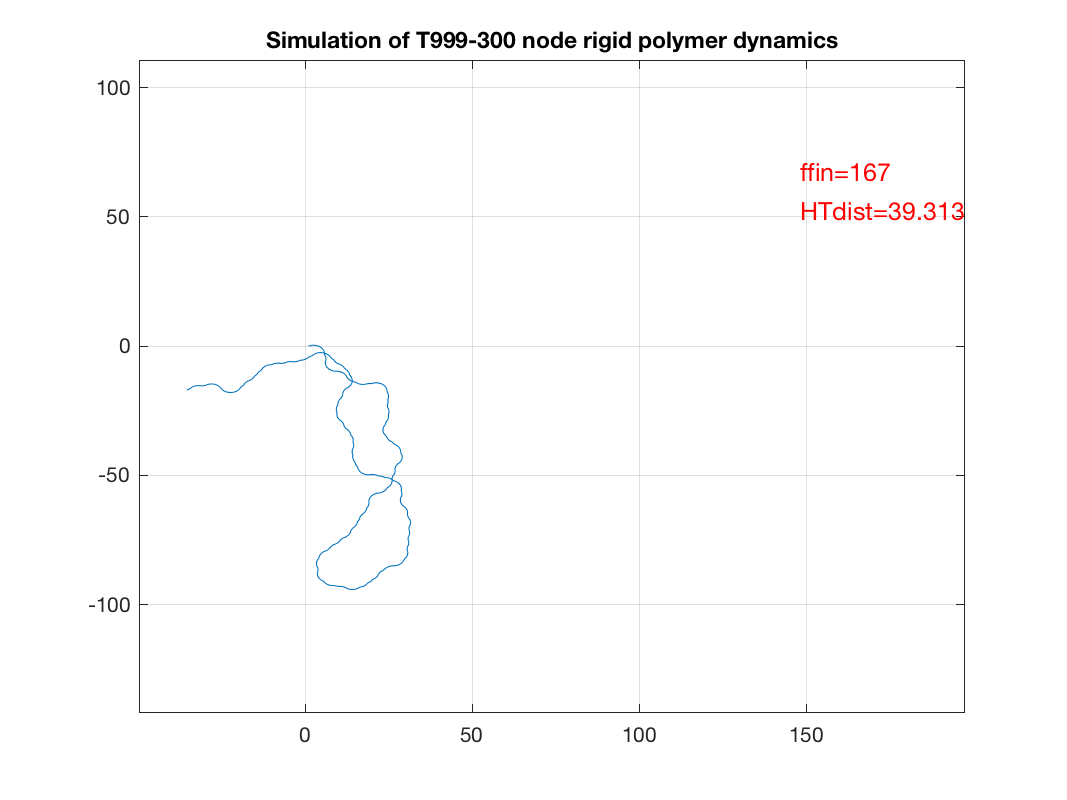 Simulation of T999-300 node rigid polymer dynamics
100
ffin=167
50
HTdist=39.313
0
-50
-100
0 50 100 150